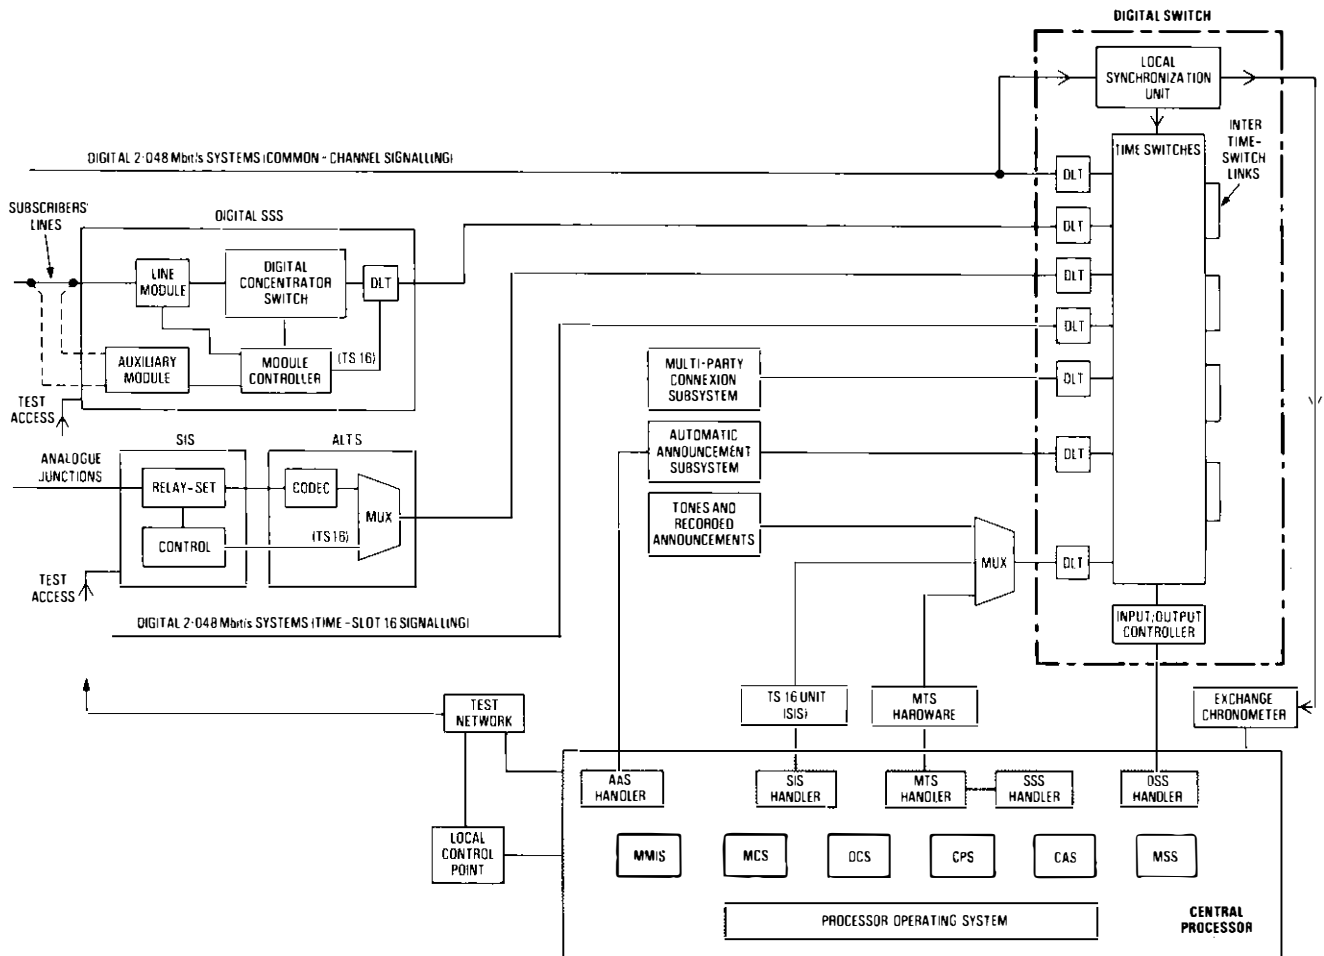 DIGITAL SWITCH
LOCAL
SYNCHRONIZATION
UNIT
INTER
TIME-
SWITCH
LINKS
TIME SWITCHES
DIGITAL 2·048 Mbit/s SYSTEMS (COMMON - CHANNEL SIGNALLING)
DLT
SUBSCRIBERS'
LINES
DIGITAL SSS
DLT
LINE
MODULE
DIGITAL
CONCENTRATOR
SWITCH
DLT
DLT
DLT
AUXILIARY
MODULE
MODULE
CONTROLLER
(TS 16)
MULTI-PARTY
CONNEXION
SUBSYSTEM
DLT
TEST
ACCESS
SIS
ALTS
AUTOMATIC
ANNOUNCEMENT
SUBSYSTEM
DLT
ANALOGUE
JUNCTIONS
RELAY-SET
CODEC
MUX
TONES AND
RECORDED
ANNOUNCEMENTS
CONTROL
(TS16)
MUX
DLT
TEST
ACCESS
DIGITAL 2·048 Mbit/s SYSTEMS (TIME-SLOT 16 SIGNALLING)
INPUT/OUTPUT
CONTROLLER
TEST
NETWORK
TS 16 UNIT
(SIS)
MTS
HARDWARE
EXCHANGE
CHRONOMETER
AAS
HANDLER
SIS
HANDLER
MTS
HANDLER
SSS
HANDLER
DSS
HANDLER
LOCAL
CONTROL
POINT
MMIS
MCS
OCS
CPS
CAS
MSS
PROCESSOR OPERATING SYSTEM
CENTRAL
PROCESSOR